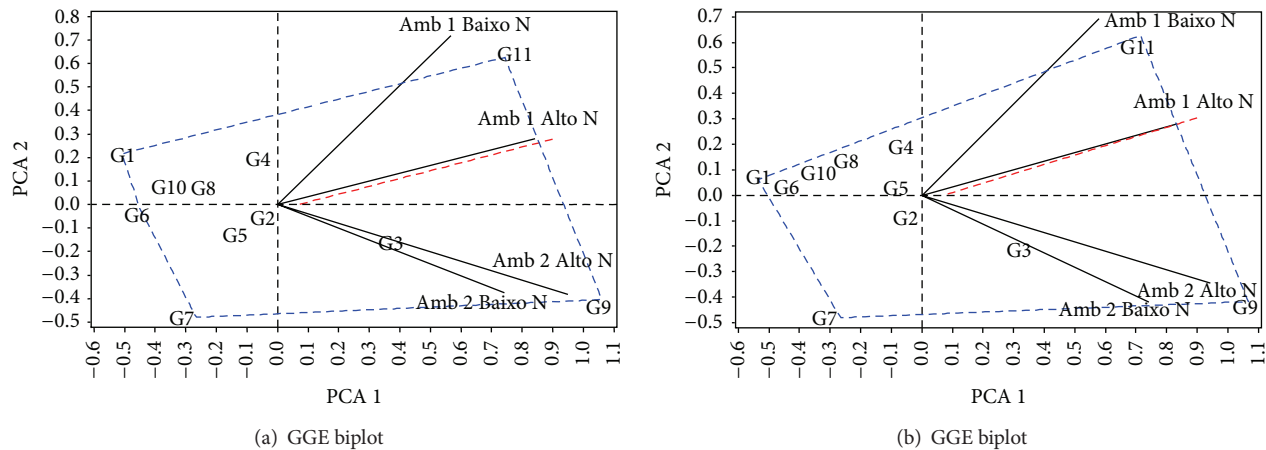 0.8
0.7
0.6
0.5
0.4
0.3
0.2
0.1
0.0
−0.1
−0.2
−0.3
−0.4
−0.5
PCA 2
Amb 1 Baixo N
G11
Amb 1 Alto N
G1
G4
G10
G8
G6
G2
G5
G3
Amb 2 Alto N
Amb 2 Baixo N
G9
G7
−0.6
−0.5
−0.4
−0.3
−0.2
−0.1
0.0
0.1
0.2
0.3
0.4
0.5
0.6
0.7
0.8
0.9
1.0
1.1
PCA 1
(a) GGE biplot
0.7
0.6
0.5
0.4
0.3
0.2
0.1
0.0
−0.1
−0.2
−0.3
−0.4
−0.5
PCA 2
Amb 1 Baixo N
G11
Amb 1 Alto N
G4
G8
G10
G1
G6
G5
G2
G3
Amb 2 Alto N
Amb 2 Baixo N
G9
G7
−0.6
−0.5
−0.4
−0.3
−0.2
−0.1
0.0
0.1
0.2
0.3
0.4
0.5
0.6
0.7
0.8
0.9
1.0
1.1
PCA 1
(b) GGE biplot